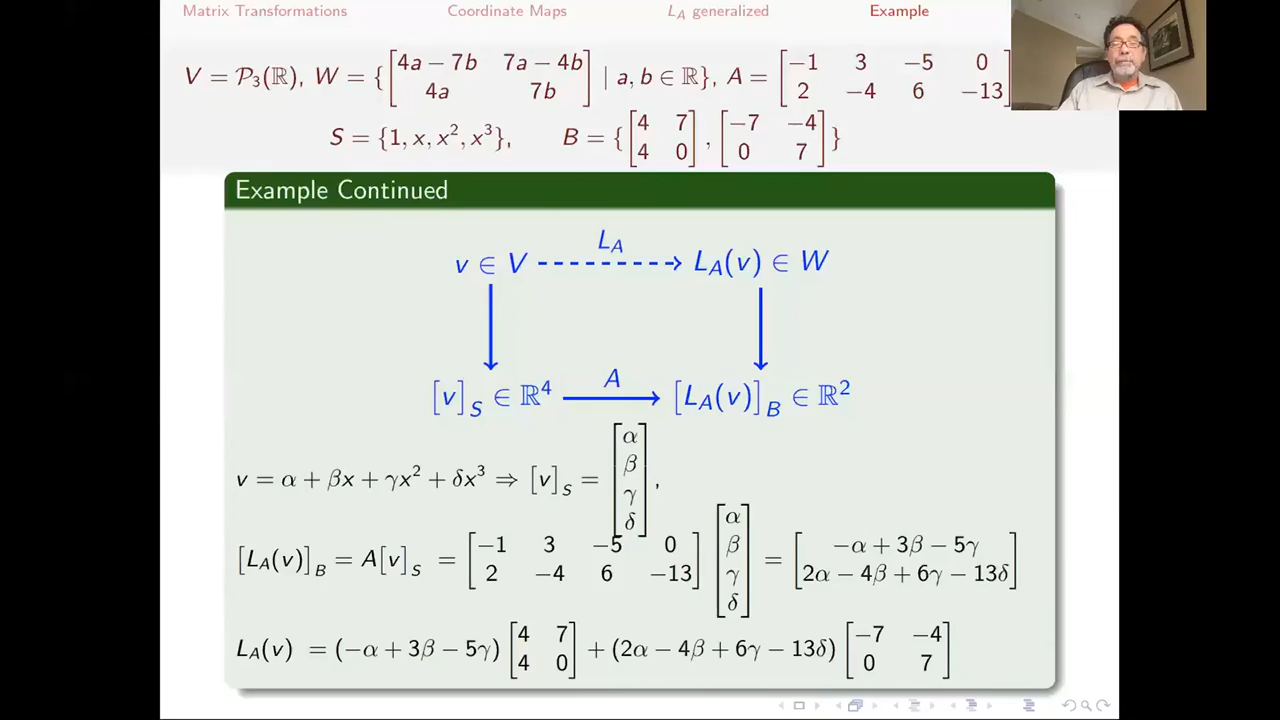 Matrix Transformations Coordinate Maps L_A generalized Example
V = P₃(ℝ), W = { [4a − 7b 7a − 4b; 4a 7b] | a, b ∈ ℝ}, A = [−1 3 −5 0; 2 −4 6 −13]
S = {1, x, x², x³}, B = { [4 7; 4 0], [−7 −4; 0 7] }
Example Continued
L_A
v ∈ V ⇢ L_A(v) ∈ W
A
[v]_S ∈ ℝ⁴ → [L_A(v)]_B ∈ ℝ²
v = α + βx + γx² + δx³ ⇒ [v]_S = [α; β; γ; δ],
[L_A(v)]_B = A[v]_S = [−1 3 −5 0; 2 −4 6 −13] [α; β; γ; δ] = [−α + 3β − 5γ; 2α − 4β + 6γ − 13δ]
L_A(v) = (−α + 3β − 5γ) [4 7; 4 0] + (2α − 4β + 6γ − 13δ) [−7 −4; 0 7]